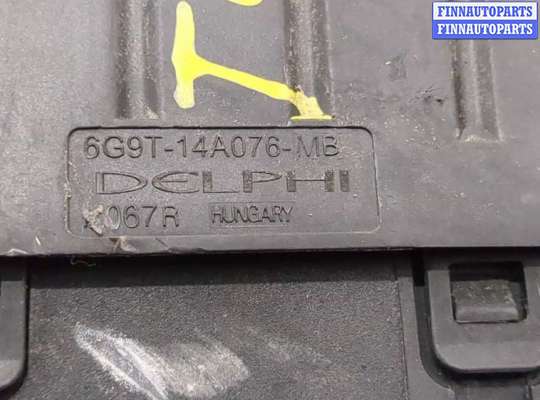 FINNAUTOPARTS
FINNAUTOPARTS
6G9T-14A076-MB
DELPHI
067R HUNGARY